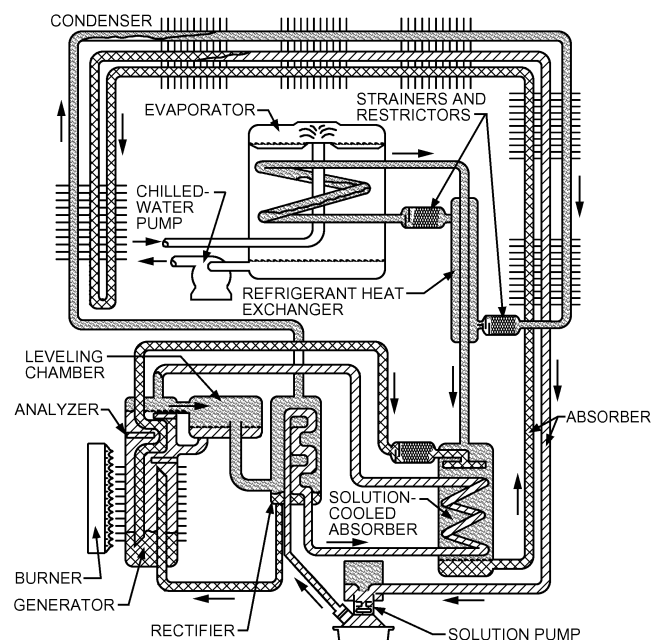 CONDENSER
STRAINERS AND
RESTRICTORS
EVAPORATOR
CHILLED-
WATER
PUMP
REFRIGERANT HEAT
EXCHANGER
LEVELING
CHAMBER
ANALYZER
ABSORBER
SOLUTION-
COOLED
ABSORBER
BURNER
GENERATOR
RECTIFIER
SOLUTION PUMP